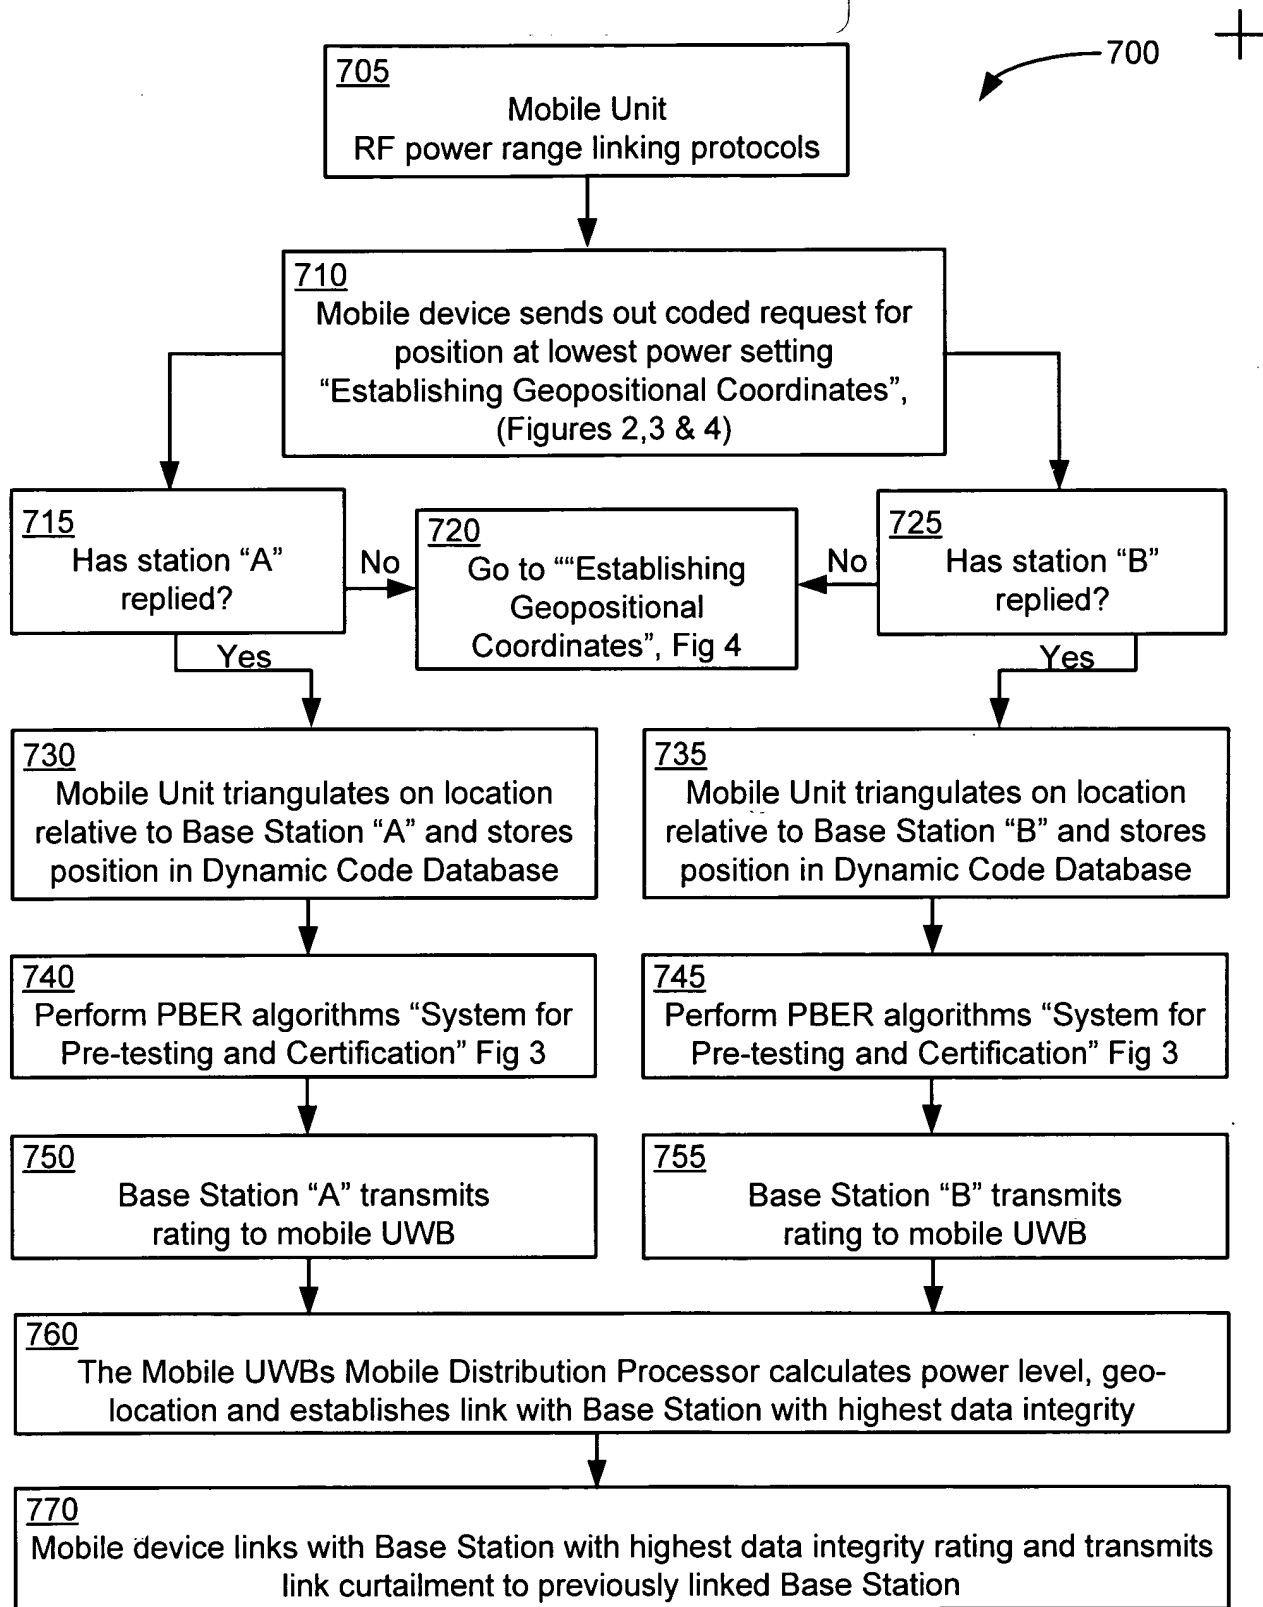 700
705
Mobile Unit
RF power range linking protocols
710
Mobile device sends out coded request for
position at lowest power setting
“Establishing Geopositional Coordinates”,
(Figures 2,3 & 4)
715
Has station “A”
replied?
No
720
Go to ““Establishing
Geopositional
Coordinates”, Fig 4
No
725
Has station “B”
replied?
Yes
Yes
730
Mobile Unit triangulates on location
relative to Base Station “A” and stores
position in Dynamic Code Database
735
Mobile Unit triangulates on location
relative to Base Station “B” and stores
position in Dynamic Code Database
740
Perform PBER algorithms “System for
Pre-testing and Certification” Fig 3
745
Perform PBER algorithms “System for
Pre-testing and Certification” Fig 3
750
Base Station “A” transmits
rating to mobile UWB
755
Base Station “B” transmits
rating to mobile UWB
760
The Mobile UWBs Mobile Distribution Processor calculates power level, geo-
location and establishes link with Base Station with highest data integrity
770
Mobile device links with Base Station with highest data integrity rating and transmits
link curtailment to previously linked Base Station